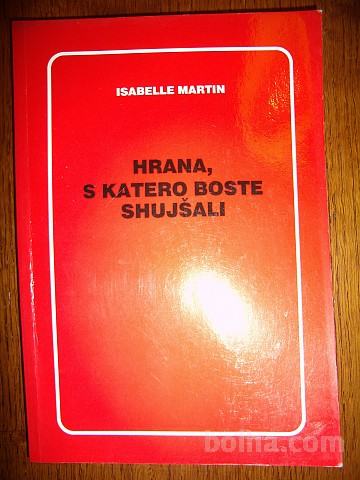 ISABELLE MARTIN
HRANA,
S KATERO BOSTE
SHUJŠALI
bolha.com